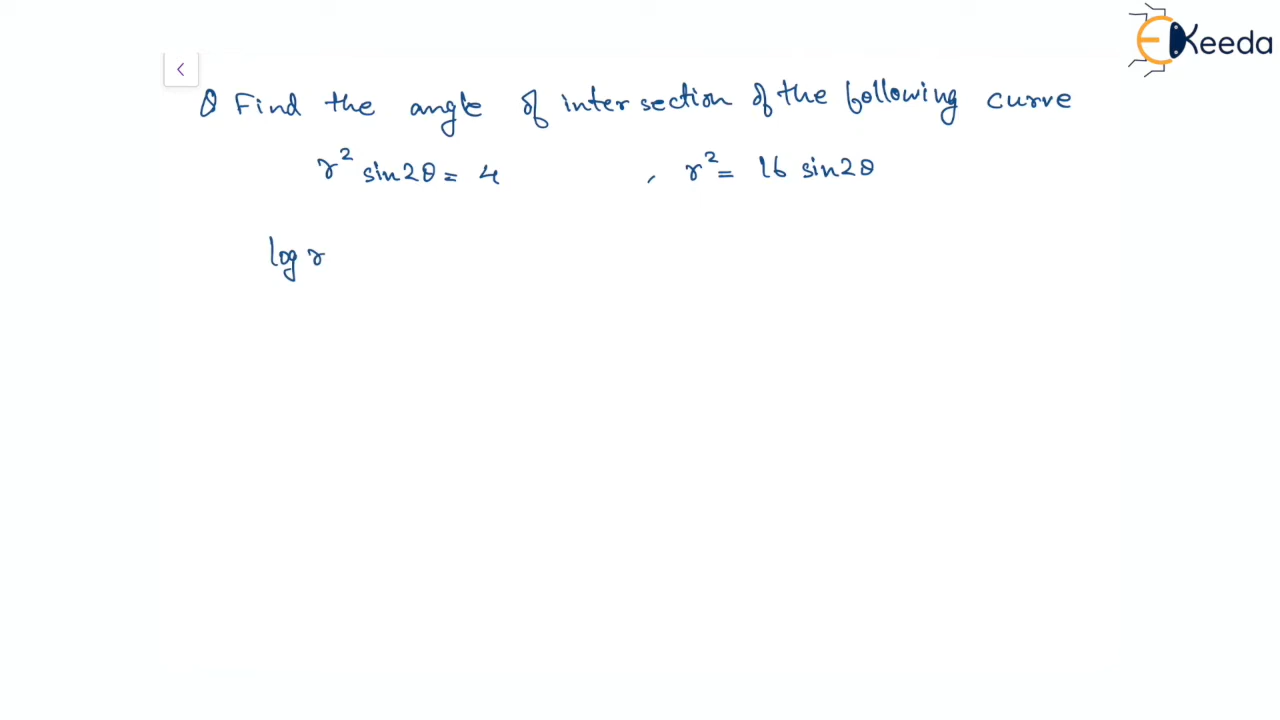 EKeeda
<
Q Find the angle of intersection of the following curve
r² sin2θ = 4 , r² = 16 sin2θ
log r